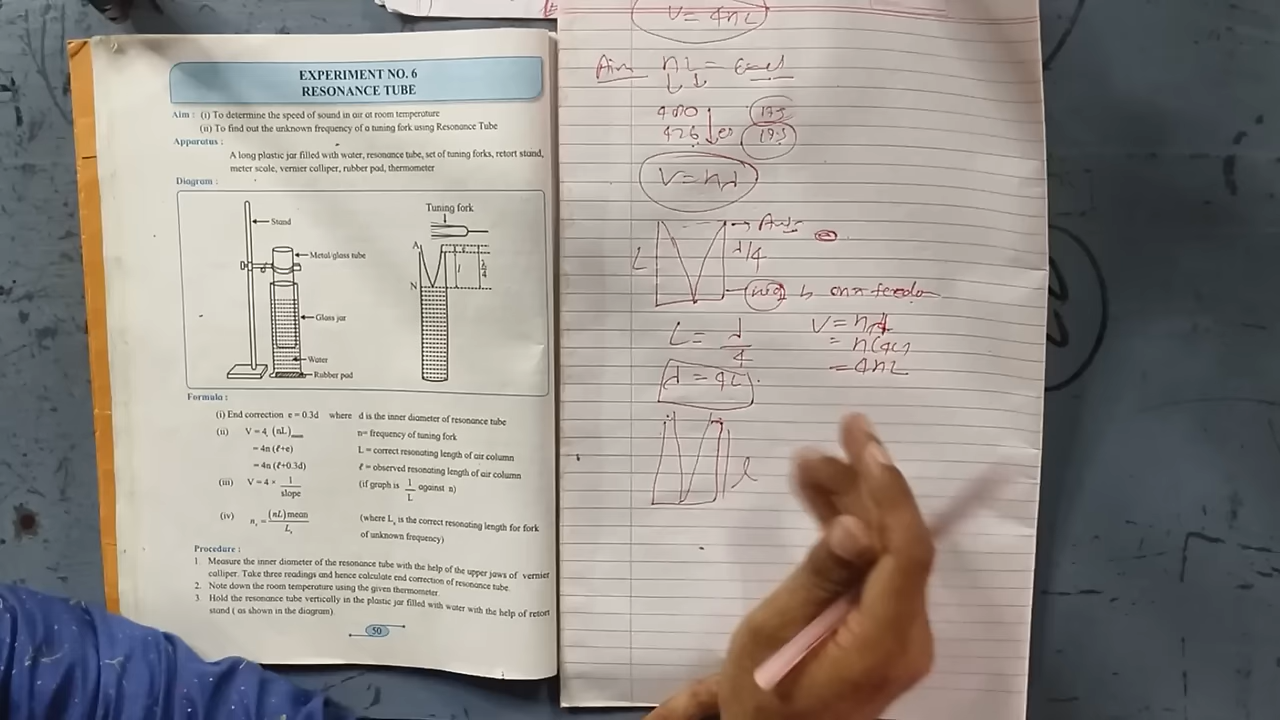 EXPERIMENT NO. 6
RESONANCE TUBE
Aim : (i) To determine the speed of sound in air at room temperature
(ii) To find out the unknown frequency of a tuning fork using Resonance Tube
Apparatus :
A long plastic jar filled with water, resonance tube, set of tuning forks, retort stand,
meter scale, vernier calliper, rubber pad, thermometer
Diagram :
Stand
Metal/glass tube
Glass jar
Water
Rubber pad
Tuning fork
A
e
l
λ/4
N
Formula :
(i) End correction e = 0.3d where d is the inner diameter of resonance tube
(ii) V = 4 (nL)mean n= frequency of tuning fork
= 4n (ℓ+e) L = correct resonating length of air column
= 4n (ℓ+0.3d) ℓ = observed resonating length of air column
(iii) V = 4 × 1/slope (if graph is 1/L against n)
(iv) nₓ = (nL)mean/Lₓ (where Lₓ is the correct resonating length for fork
of unknown frequency)
Procedure :
1. Measure the inner diameter of the resonance tube with the help of the upper jaws of vernier
calliper. Take three readings and hence calculate end correction of resonance tube.
2. Note down the room temperature using the given thermometer.
3. Hold the resonance tube vertically in the plastic jar filled with water with the help of retort
stand ( as shown in the diagram)
50
V = 4nL
Aim nL =
426
V = nλ
L
λ/4
L = λ/4
λ = 4L
V = nλ
= n(4L)
= 4nL
l